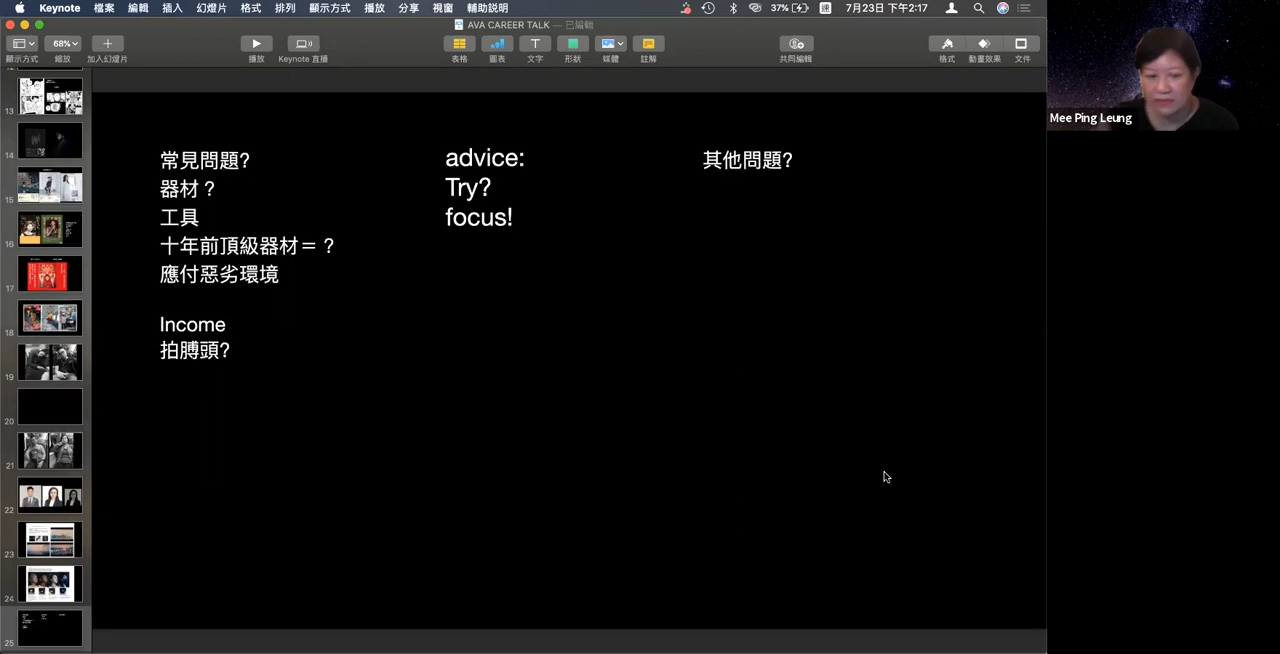 Keynote 檔案 編輯 插入 幻燈片 格式 排列 顯示方式 播放 分享 視窗 輔助說明
37%
7月23日 下午2:17
AVA CAREER TALK — 已編輯
68%
顯示方式 縮放 加入幻燈片 播放 Keynote 直播 表格 圖表 文字 形狀 媒體 註解 共同編輯 格式 動畫效果 文件
Mee Ping Leung
常見問題?
器材？
工具
十年前頂級器材＝？
應付惡劣環境
Income
拍膊頭?
advice:
Try?
focus!
其他問題?
13
14
15
16
17
18
19
20
21
22
23
24
25